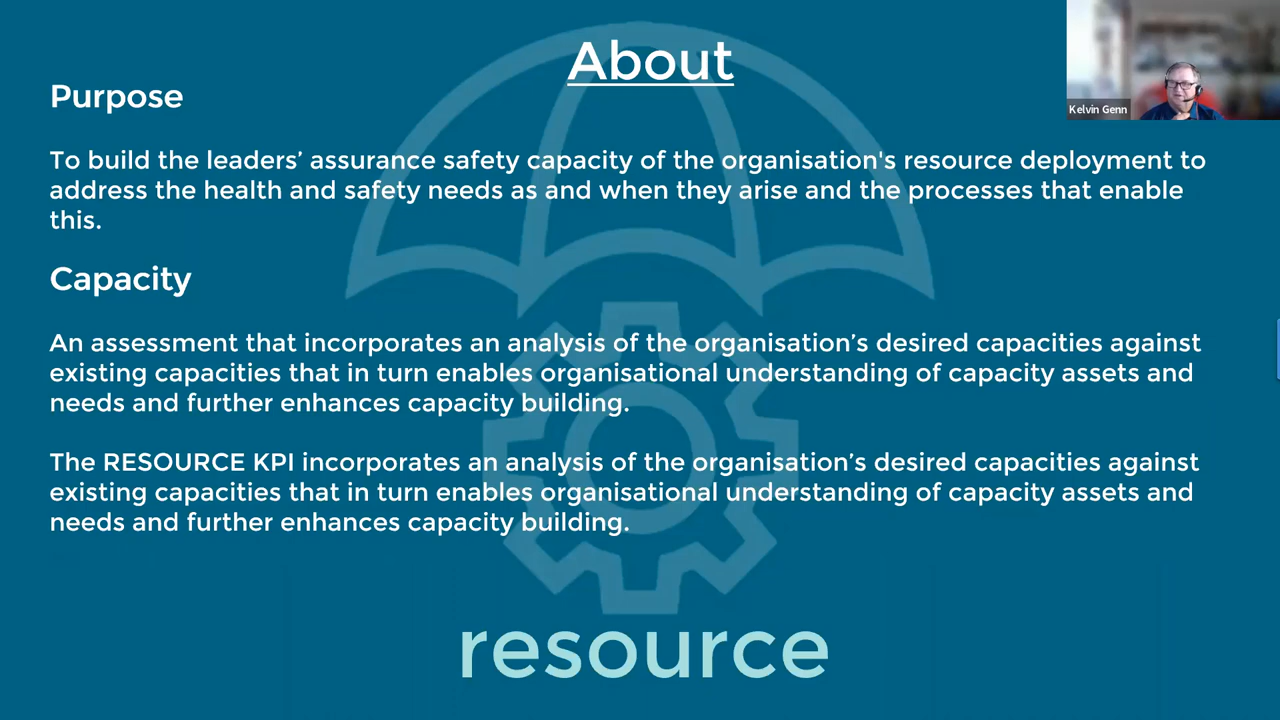 About
Kelvin Genn
Purpose
To build the leaders’ assurance safety capacity of the organisation's resource deployment to
address the health and safety needs as and when they arise and the processes that enable
this.
Capacity
An assessment that incorporates an analysis of the organisation’s desired capacities against
existing capacities that in turn enables organisational understanding of capacity assets and
needs and further enhances capacity building.
The RESOURCE KPI incorporates an analysis of the organisation’s desired capacities against
existing capacities that in turn enables organisational understanding of capacity assets and
needs and further enhances capacity building.
resource